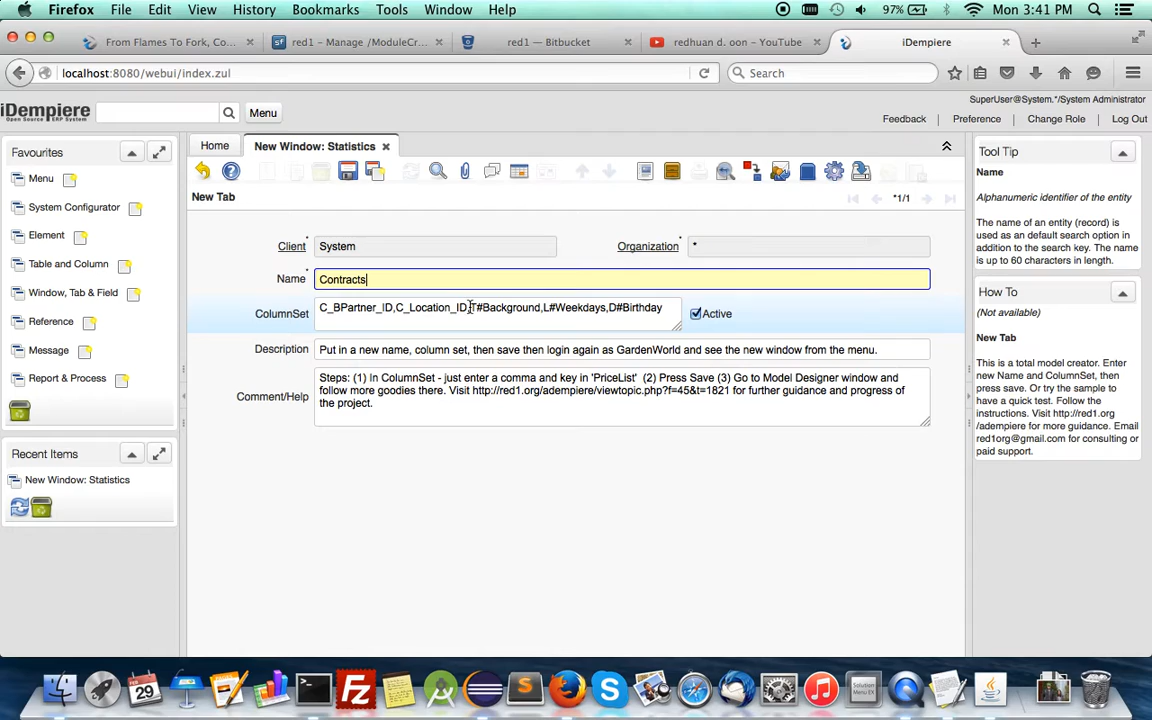 Firefox File Edit View History Bookmarks Tools Window Help 97% Mon 3:41 PM
From Flames To Fork, Co... red1 - Manage /ModuleCr... red1 — Bitbucket redhuan d. oon - YouTube iDempiere
localhost:8080/webui/index.zul Search
SuperUser@System.*/System Administrator
iDempiere Menu
Open Source ERP System
Feedback Preference Change Role Log Out
Favourites
Menu
System Configurator
Element
Table and Column
Window, Tab & Field
Reference
Message
Report & Process
Recent Items
New Window: Statistics
Home New Window: Statistics
New Tab *1/1
Client System Organization *
Name Contracts
ColumnSet C_BPartner_ID,C_Location_ID,T#Background,L#Weekdays,D#Birthday Active
Description Put in a new name, column set, then save then login again as GardenWorld and see the new window from the menu.
Comment/Help
Steps: (1) In ColumnSet - just enter a comma and key in 'PriceList' (2) Press Save (3) Go to Model Designer window and
follow more goodies there. Visit http://red1.org/adempiere/viewtopic.php?f=45&t=1821 for further guidance and progress of
the project.
Tool Tip
Name
Alphanumeric identifier of the entity
The name of an entity (record) is
used as an default search option in
addition to the search key. The name
is up to 60 characters in length.
How To
(Not available)
New Tab
This is a total model creator. Enter
new Name and ColumnSet, then
press save. Or try the sample to
have a quick test. Follow the
instructions. Visit http://red1.org
/adempiere for more guidance. Email
red1org@gmail.com for consulting or
paid support.
FEB
29